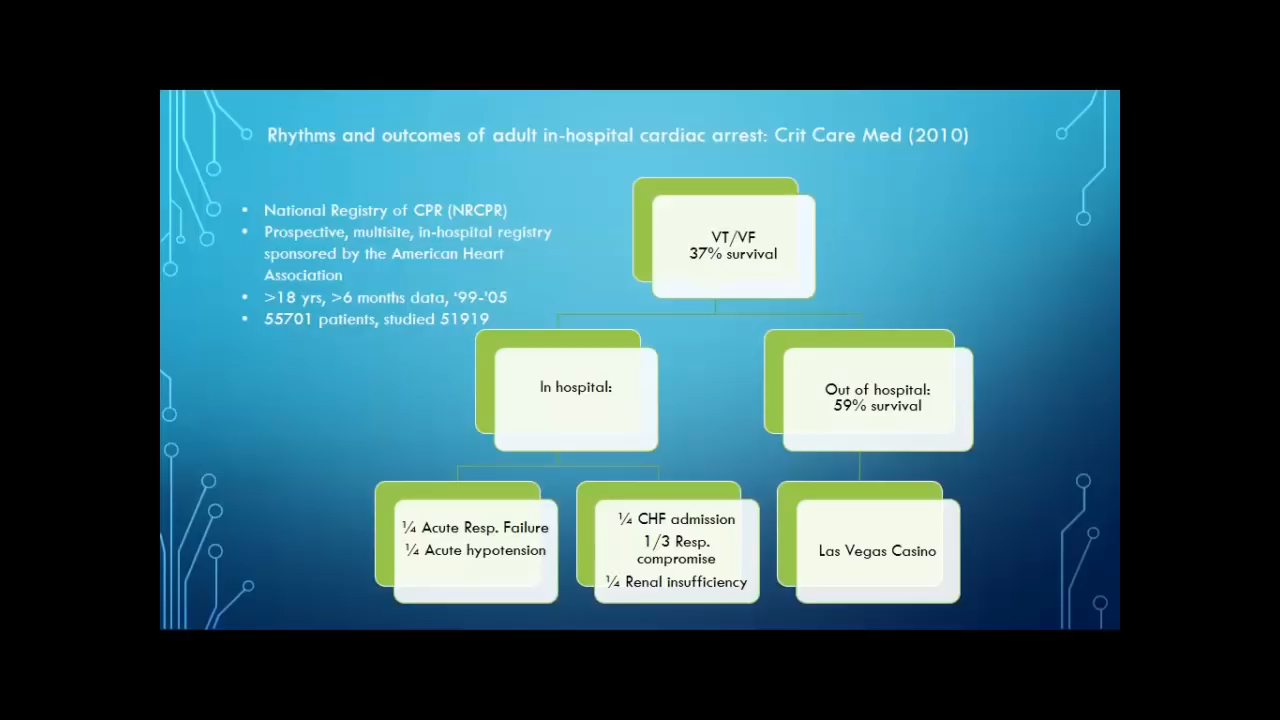 Rhythms and outcomes of adult in-hospital cardiac arrest: Crit Care Med (2010)
• National Registry of CPR (NRCPR)
• Prospective, multisite, in-hospital registry
sponsored by the American Heart
Association
• >18 yrs, >6 months data, ‘99-’05
• 55701 patients, studied 51919
VT/VF
37% survival
In hospital:
Out of hospital:
59% survival
¼ Acute Resp. Failure
¼ Acute hypotension
¼ CHF admission
1/3 Resp.
compromise
¼ Renal insufficiency
Las Vegas Casino